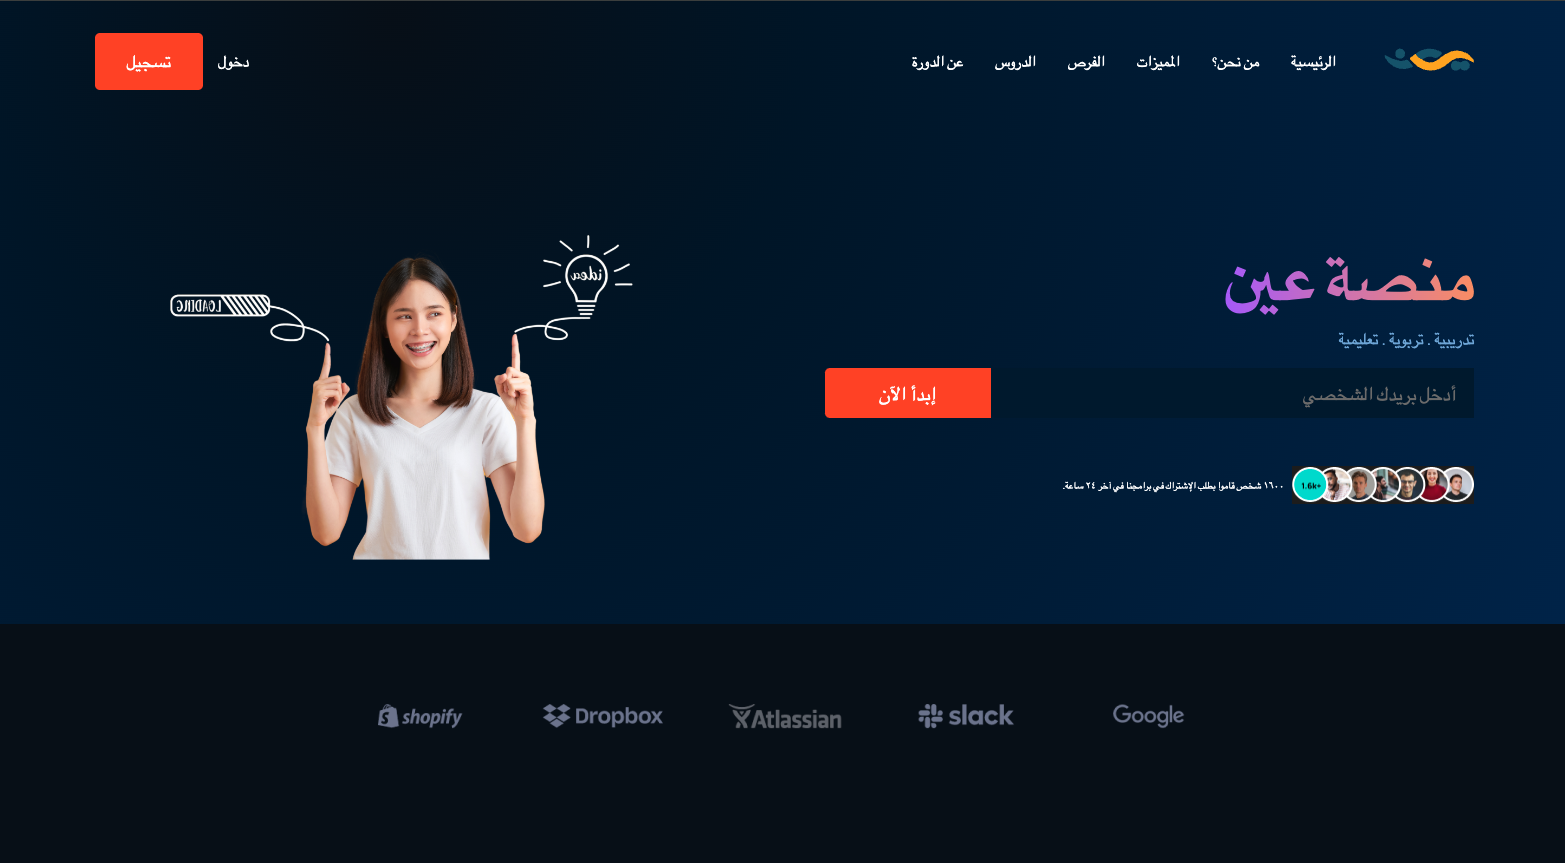 الرئيسية
من نحن؟
المميزات
الفرص
الدروس
عن الدورة
دخول
تسجيل
منصة عين
تدريبية . تربوية . تعليمية
أدخل بريدك الشخصي
إبدأ الآن
1.6k+
١٦٠٠ شخص قاموا بطلب الإشتراك في برامجنا في آخر ٢٤ ساعة.
LOADING
Google
slack
Atlassian
Dropbox
shopify